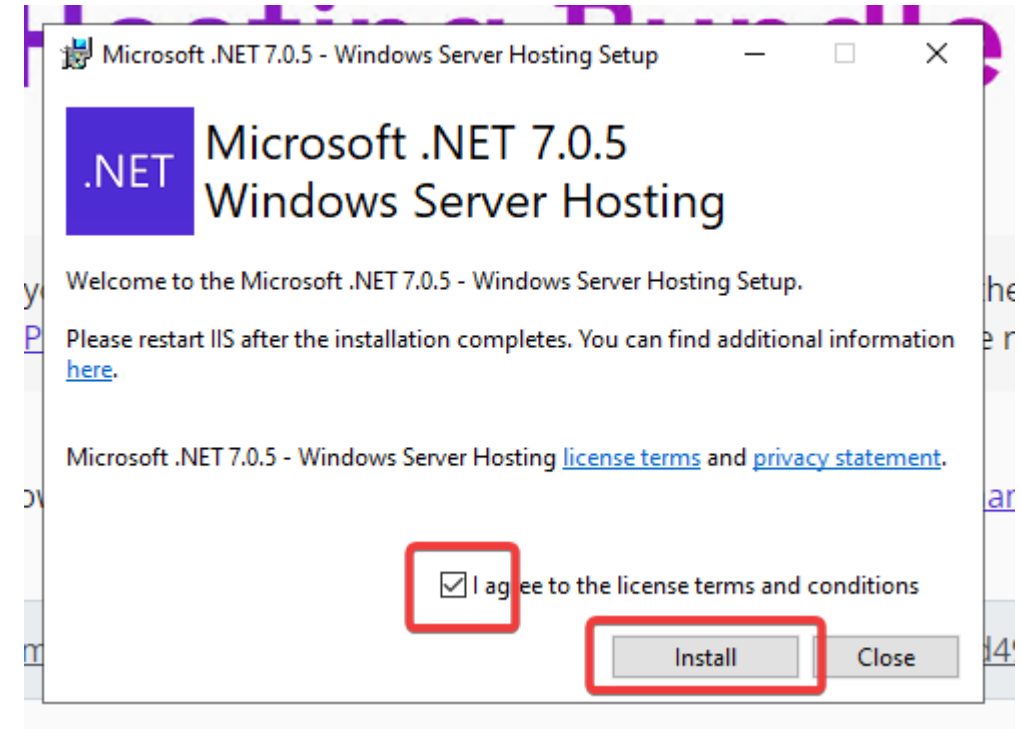 Hosting Bundle
Microsoft .NET 7.0.5 - Windows Server Hosting Setup
.NET
Microsoft .NET 7.0.5
Windows Server Hosting
Welcome to the Microsoft .NET 7.0.5 - Windows Server Hosting Setup.
Please restart IIS after the installation completes. You can find additional information
here.
Microsoft .NET 7.0.5 - Windows Server Hosting license terms and privacy statement.
I agree to the license terms and conditions
Install
Close